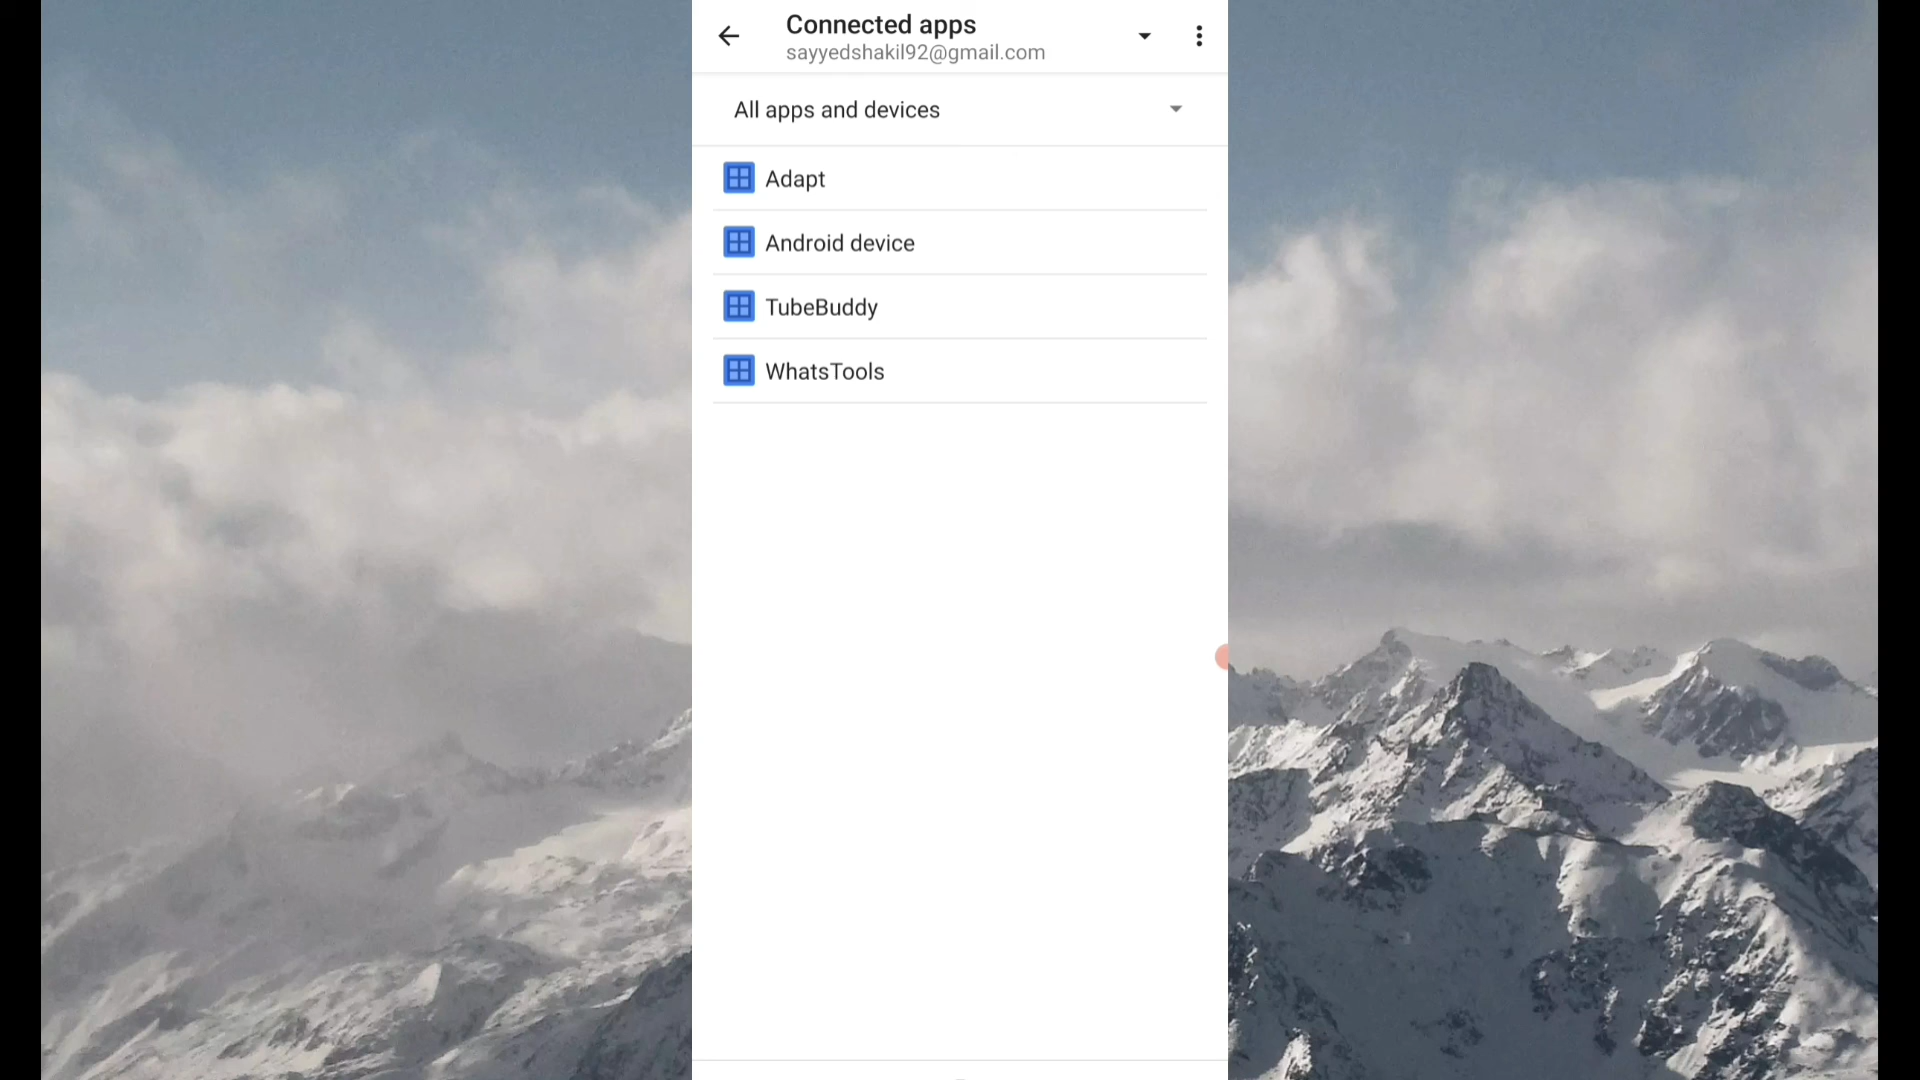 Connected apps
sayyedshakil92@gmail.com
All apps and devices
Adapt
Android device
TubeBuddy
WhatsTools